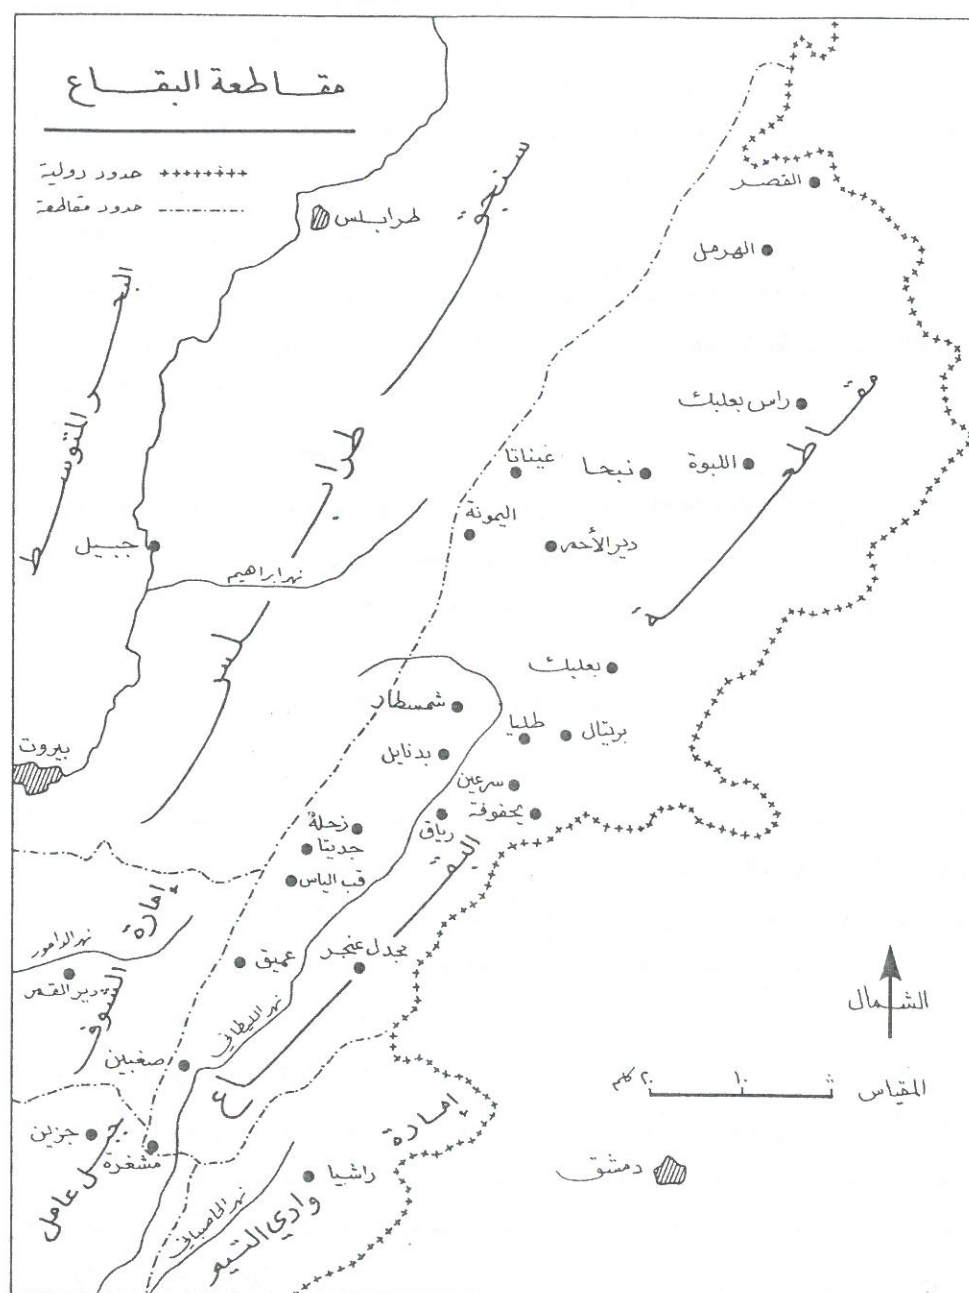 مقاطعة البقاع
حدود دولية
حدود مقاطعة
القصر
طرابلس
الهرمل
سنجية طرابلس
البحر المتوسط
راس بعلبك
عيناتا
نبحا
اللبوة
مقاطعة
اليمونة
دير الأحمر
جبيل
نهر ابراهيم
بعلبك
شمسطار
طليا
بريتال
بيروت
بدنايل
سرعين
يحفوفة
رياق
زحلة
جديتا
قب الياس
البقاع
إمارة الشوف
نهر الدامور
دير القمر
عميق
مجدل عنجر
الشمال
نهر الليطاني
صغبين
المقياس
٢٠ كلم
١٠
جزين
جبل عامل
مشغرة
إمارة
راشيا
وادي التيم
نهر الحاصباني
دمشق